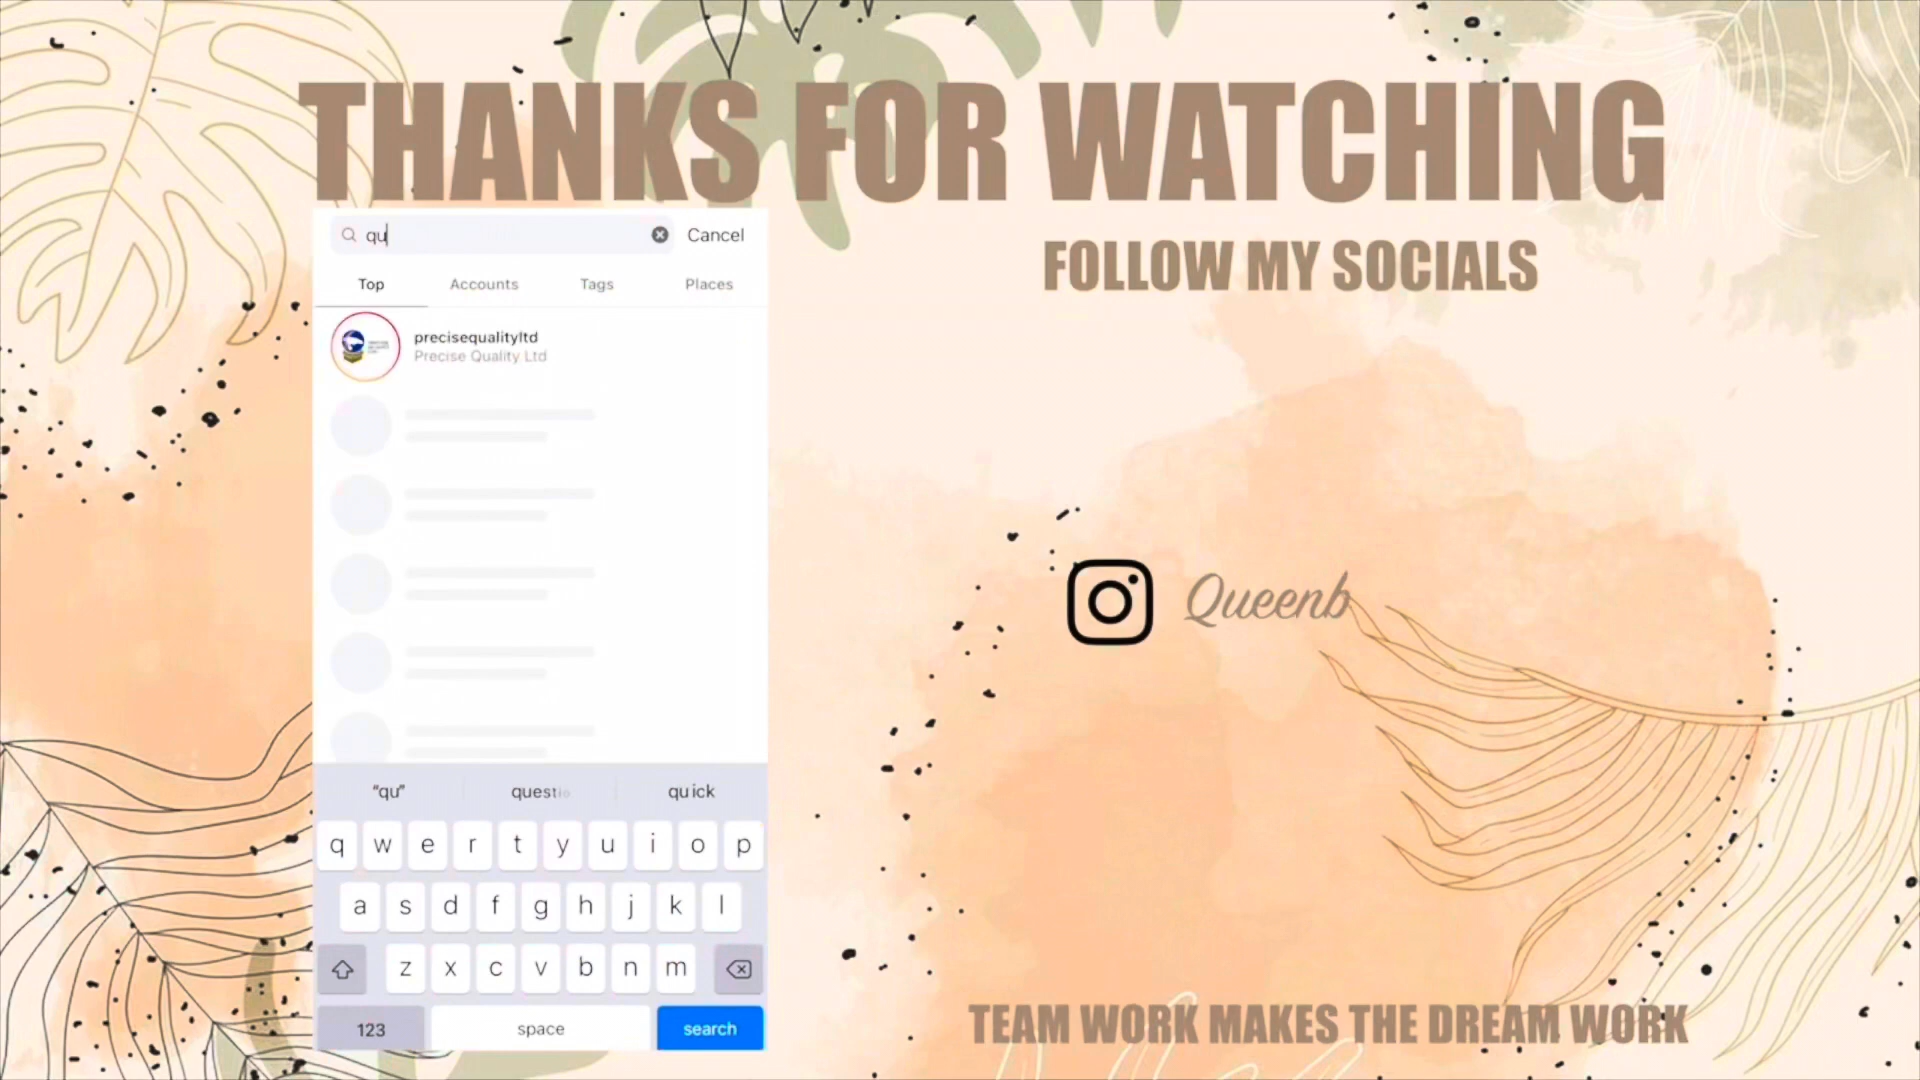 THANKS FOR WATCHING
FOLLOW MY SOCIALS
qu
Cancel
Top Accounts Tags Places
precisequalityltd
Precise Quality Ltd
Queenb
“qu” questio quick
q w e r t y u i o p
a s d f g h j k l
z x c v b n m
123 space search
TEAM WORK MAKES THE DREAM WORK